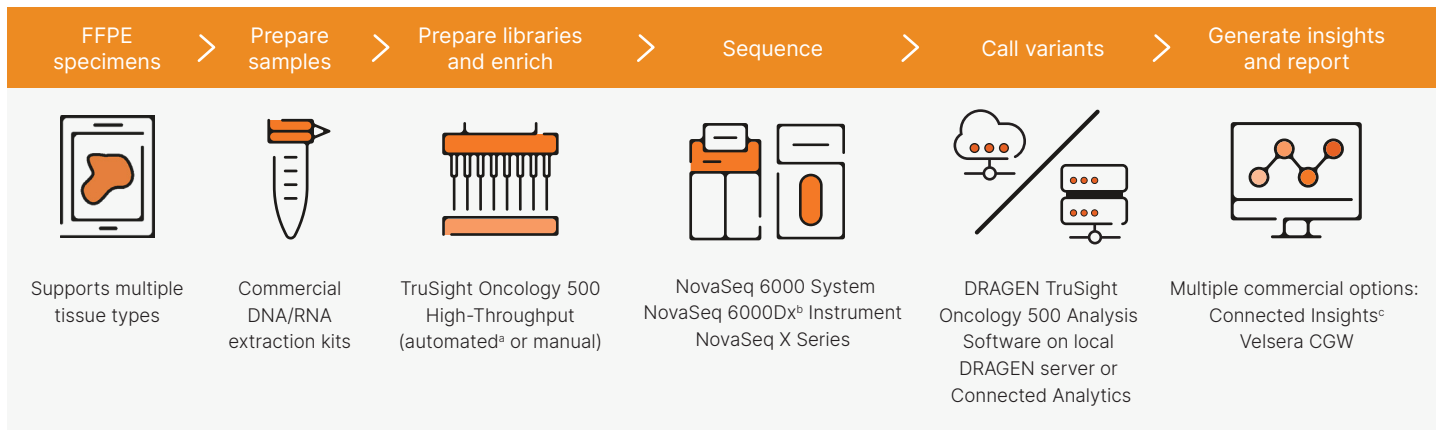 FFPE
specimens
Prepare
samples
Prepare libraries
and enrich
Sequence
Call variants
Generate insights
and report
Supports multiple
tissue types
Commercial
DNA/RNA
extraction kits
TruSight Oncology 500
High-Throughput
(automatedᵃ or manual)
NovaSeq 6000 System
NovaSeq 6000Dxᵇ Instrument
NovaSeq X Series
DRAGEN TruSight
Oncology 500 Analysis
Software on local
DRAGEN server or
Connected Analytics
Multiple commercial options:
Connected Insightsᶜ
Velsera CGW